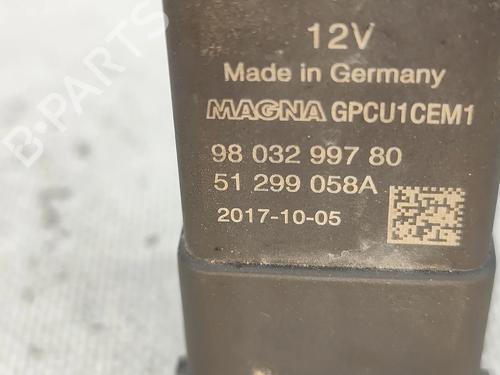 12V
Made in Germany
MAGNA GPCU1CEM1
98 032 997 80
51 299 058A
2017-10-05
B-PARTS